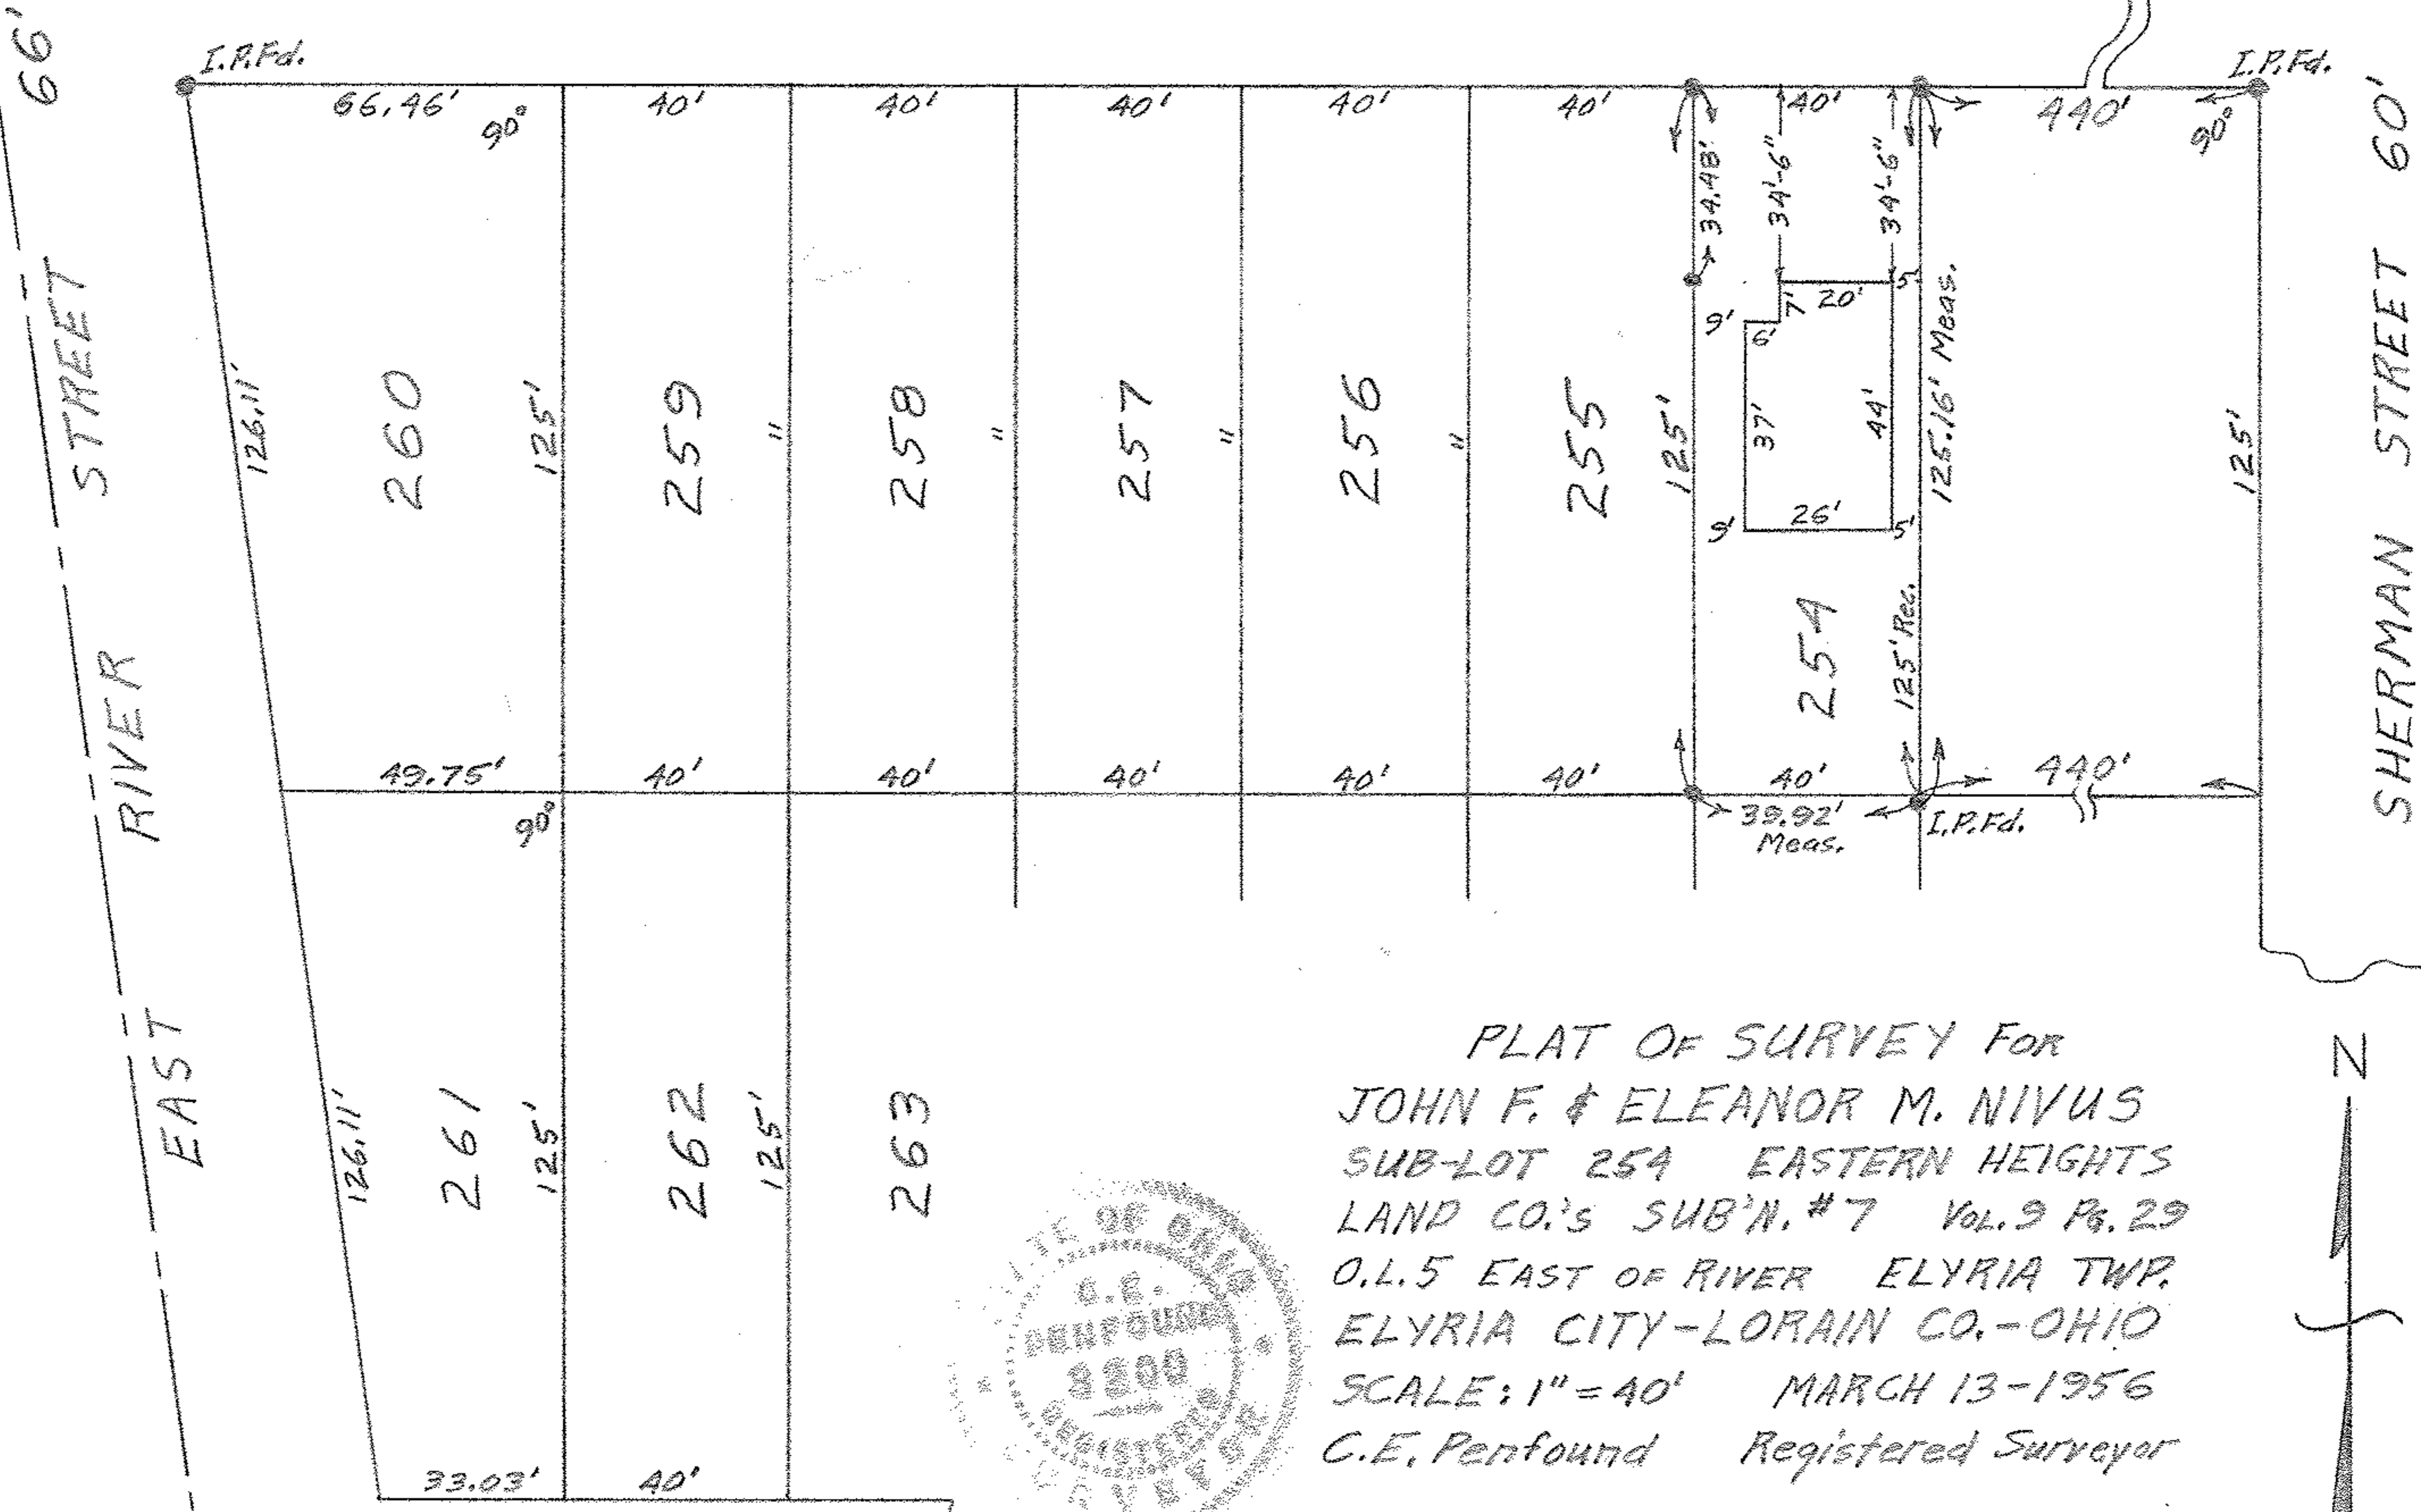 66'
I.P.Fd.
I.P.Fd.
66.46' 90° 40' 40' 40' 40' 40' 40' 440' 90°
60'
34.48' 34'-6" 34'-6"
9' 6' 7' 20' 5'
126.11' 260 125' 259 " 258 " 257 " 256 " 255 125' 37' 44' 125.16' Meas. 125'
9' 26' 5'
254 125' Rec.
49.75' 40' 40' 40' 40' 40' 40' 440'
90° 39.92' I.P.Fd.
Meas.
EAST RIVER STREET
SHERMAN STREET
126.11' 261 125' 262 125' 263
33.03' 40'
N
PLAT OF SURVEY FOR
JOHN F. & ELEANOR M. NIVUS
SUB-LOT 254 EASTERN HEIGHTS
LAND CO.'s SUB'N. #7 VOL. 9 PG. 29
O.L. 5 EAST OF RIVER ELYRIA TWP.
ELYRIA CITY-LORAIN CO.-OHIO
SCALE: 1" = 40' MARCH 13-1956
C.E. Penfound Registered Surveyor
OF OHIO
C.E.
PENFOUND
REGISTERED